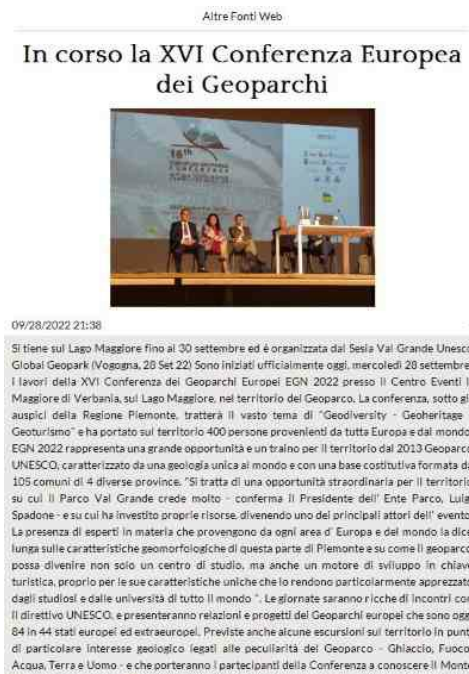 Altre Fonti Web
In corso la XVI Conferenza Europea
dei Geoparchi
16th
09/28/2022 21:38
Si tiene sul Lago Maggiore fino al 30 settembre ed è organizzata dal Sesia Val Grande Unesco
Global Geopark (Vogogna, 28 Set 22) Sono iniziati ufficialmente oggi, mercoledì 28 settembre
i lavori della XVI Conferenza dei Geoparchi Europei EGN 2022 presso il Centro Eventi Il
Maggiore di Verbania, sul Lago Maggiore, nel territorio del Geoparco. La conferenza, sotto gli
auspici della Regione Piemonte, tratterà il vasto tema di "Geodiversity - Geoheritage -
Geoturismo" e ha portato sul territorio 400 persone provenienti da tutta Europa e dal mondo.
EGN 2022 rappresenta una grande opportunità e un traino per il territorio dal 2013 Geoparco
UNESCO, caratterizzato da una geologia unica al mondo e con una base costitutiva formata da
105 comuni di 4 diverse province. "Si tratta di una opportunità straordinaria per il territorio
su cui il Parco Val Grande crede molto - conferma il Presidente dell' Ente Parco, Luigi
Spadone - e su cui ha investito proprie risorse, divenendo uno dei principali attori dell' evento.
La presenza di esperti in materia che provengono da ogni area d' Europa e del mondo la dice
lunga sulle caratteristiche geomorfologiche di questa parte di Piemonte e su come il geoparco
possa divenire non solo un centro di studio, ma anche un motore di sviluppo in chiave
turistica, proprio per le sue caratteristiche uniche che lo rendono particolarmente apprezzato
dagli studiosi e dalle università di tutto il mondo ". Le giornate saranno ricche di incontri con
il direttivo UNESCO, e presenteranno relazioni e progetti dei Geoparchi europei che sono oggi
84 in 44 stati europei ed extraeuropei. Previste anche alcune escursioni sul territorio in punti
di particolare interesse geologico legati alle peculiarità del Geoparco - Ghiaccio, Fuoco,
Acqua, Terra e Uomo - e che porteranno i partecipanti della Conferenza a conoscere il Monte